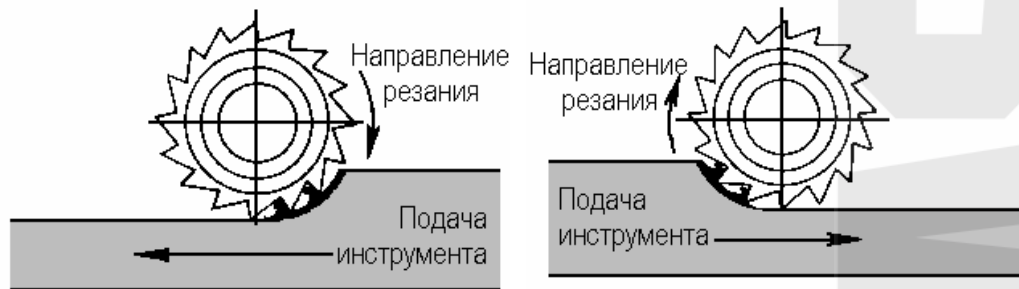 Направление
резания
Подача
инструмента
Направление
резания
Подача
инструмента